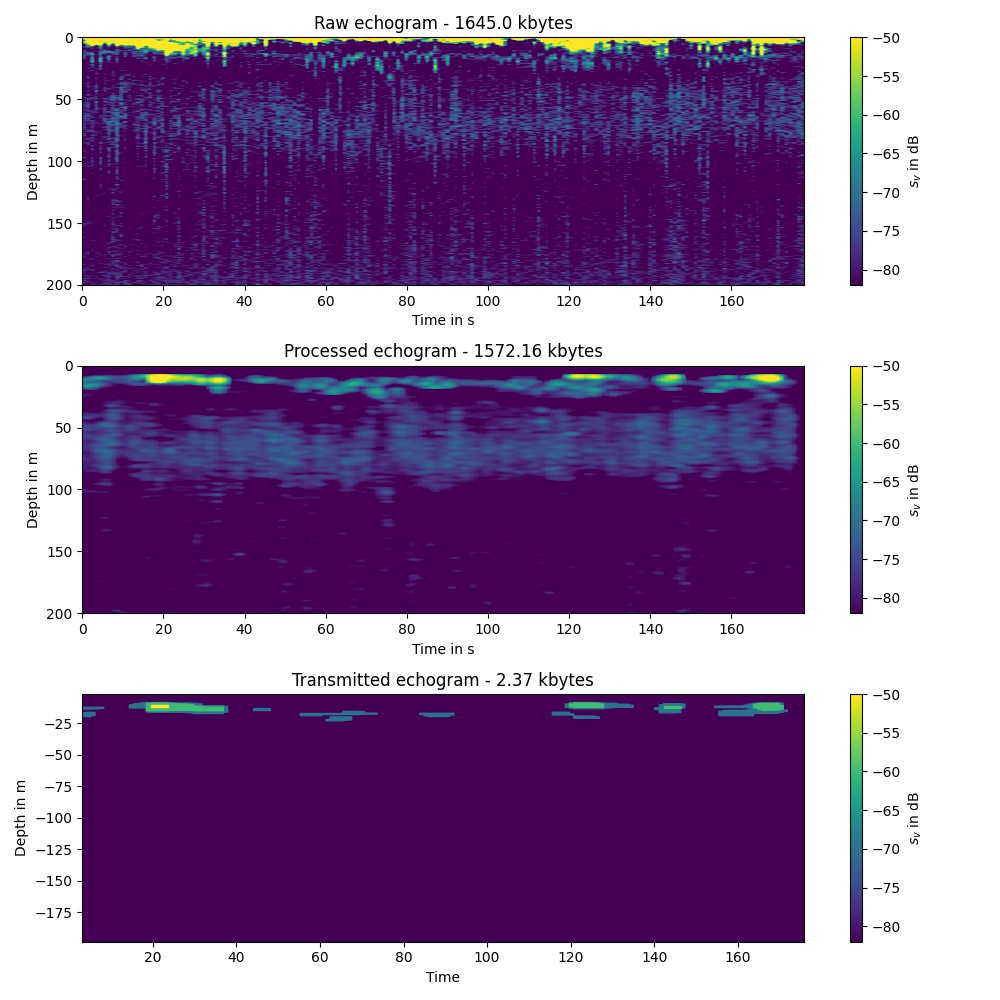 Raw echogram - 1645.0 kbytes
0
50
100
150
200
Depth in m
0 20 40 60 80 100 120 140 160
Time in s
−50
−55
−60
−65
−70
−75
−80
s_v in dB
Processed echogram - 1572.16 kbytes
0
50
100
150
200
Depth in m
0 20 40 60 80 100 120 140 160
Time in s
−50
−55
−60
−65
−70
−75
−80
s_v in dB
Transmitted echogram - 2.37 kbytes
−25
−50
−75
−100
−125
−150
−175
Depth in m
20 40 60 80 100 120 140 160
Time
−50
−55
−60
−65
−70
−75
−80
s_v in dB